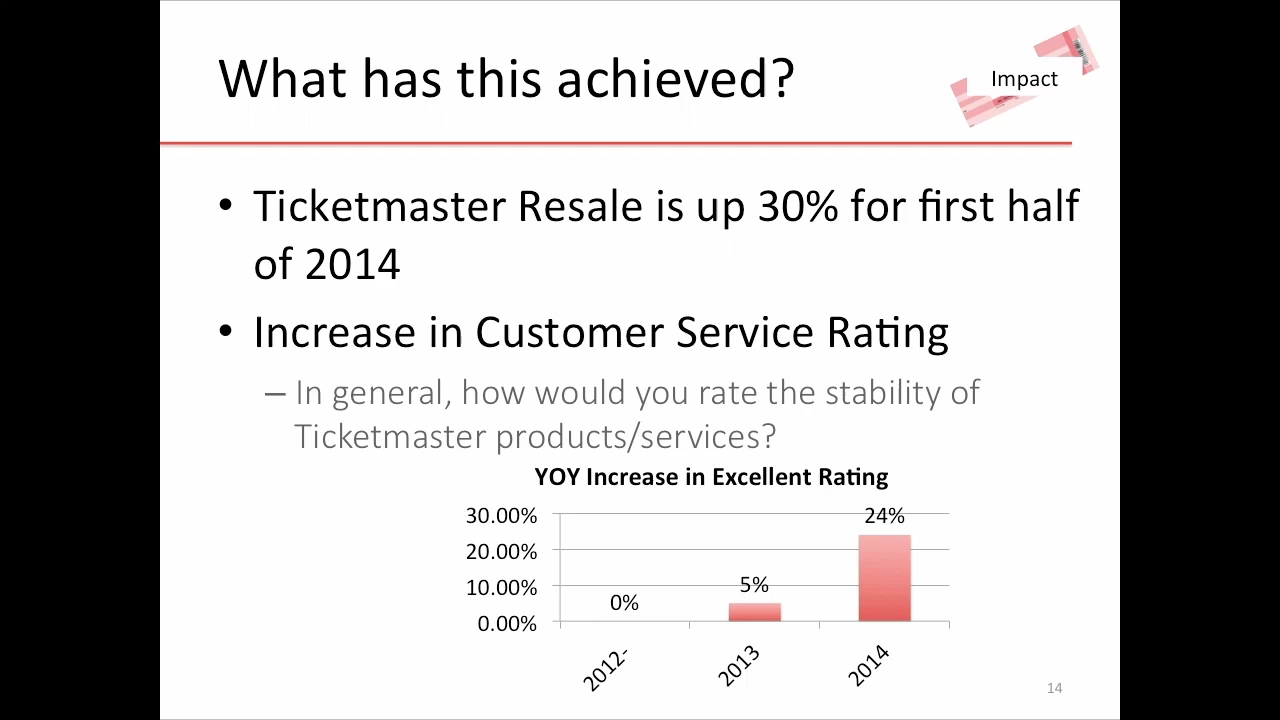 What has this achieved?
Impact
• Ticketmaster Resale is up 30% for first half
of 2014
• Increase in Customer Service Rating
– In general, how would you rate the stability of
Ticketmaster products/services?
YOY Increase in Excellent Rating
30.00%
20.00%
10.00%
0.00%
0%
5%
24%
2012-
2013
2014
14